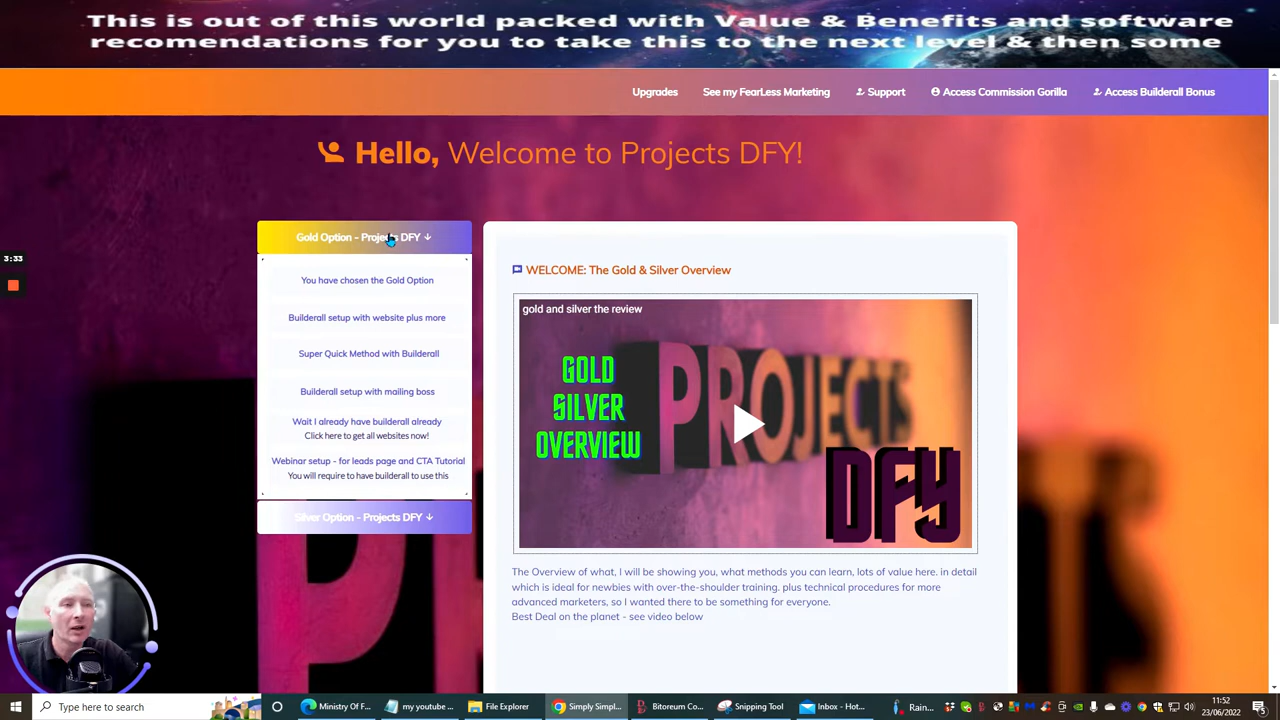 This is out of this world packed with Value & Benefits and software
recomendations for you to take this to the next level & then some
Upgrades
See my FearLess Marketing
Support
Access Commission Gorilla
Access Builderall Bonus
Hello, Welcome to Projects DFY!
Gold Option - Projects DFY
You have chosen the Gold Option
Builderall setup with website plus more
Super Quick Method with Builderall
Builderall setup with mailing boss
Wait I already have builderall already
Click here to get all websites now!
Webinar setup - for leads page and CTA Tutorial
You will require to have builderall to use this
Silver Option - Projects DFY
WELCOME: The Gold & Silver Overview
gold and silver the review
GOLD
SILVER
OVERVIEW
PROJECTS
DFY
The Overview of what, I will be showing you, what methods you can learn, lots of value here. in detail
which is ideal for newbies with over-the-shoulder training. plus technical procedures for more
advanced marketers, so I wanted there to be something for everyone.
Best Deal on the planet - see video below
3:33
Type here to search
Ministry Of F...
my youtube ...
File Explorer
Simply Simpl...
Bitoreum Co...
Snipping Tool
Inbox - Hot...
Rain...
11:52
23/06/2022